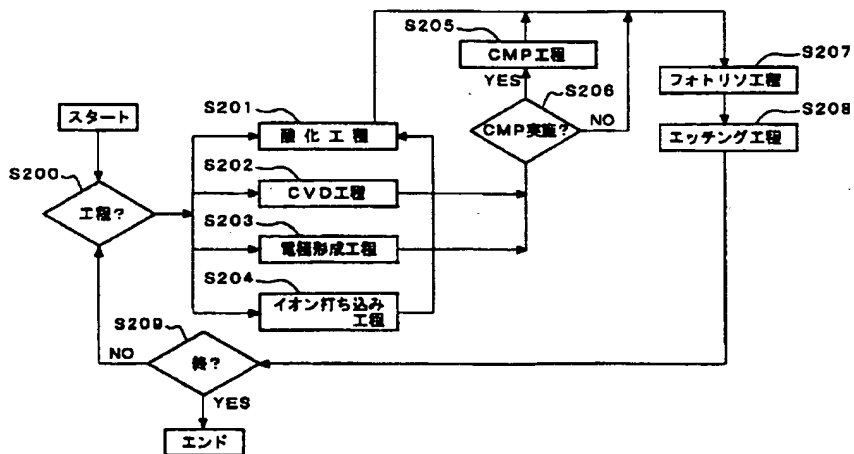 S205
CMP工程
YES
S206
CMP実施?
NO
S207
フォトリソ工程
S208
エッチング工程
スタート
S200
工程?
S201
酸化工程
S202
CVD工程
S203
電極形成工程
S204
イオン打ち込み
工程
S209
NO
終?
YES
エンド